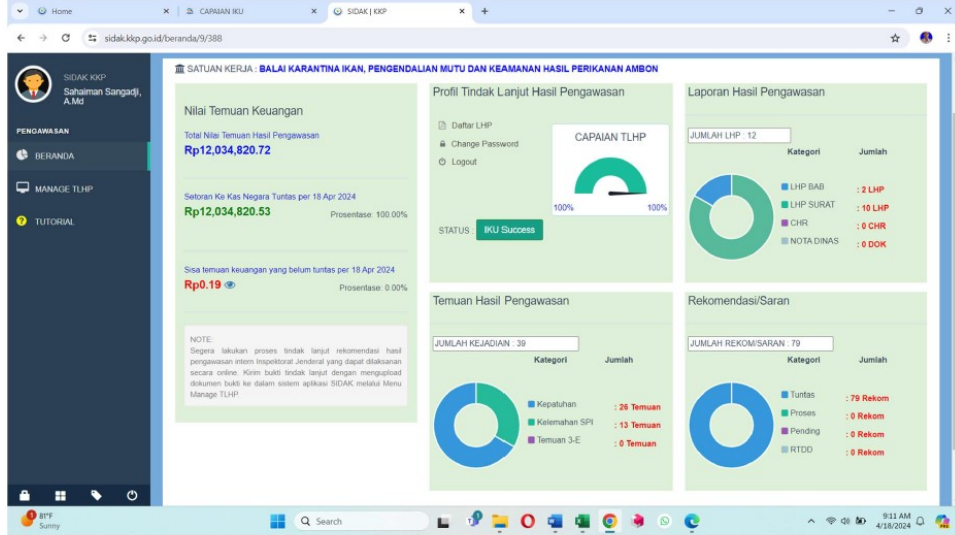 Home
CAPAIAN IKU
SIDAK | KKP
sidak.kkp.go.id/beranda/9/388
SIDAK KKP
Sahaiman Sangadji,
A.Md
PENGAWASAN
BERANDA
MANAGE TLHP
TUTORIAL
SATUAN KERJA : BALAI KARANTINA IKAN, PENGENDALIAN MUTU DAN KEAMANAN HASIL PERIKANAN AMBON
Nilai Temuan Keuangan
Total Nilai Temuan Hasil Pengawasan
Rp12,034,820.72
Setoran Ke Kas Negara Tuntas per 18 Apr 2024
Rp12,034,820.53 Prosentase: 100.00%
Sisa temuan keuangan yang belum tuntas per 18 Apr 2024
Rp0.19 Prosentase: 0.00%
NOTE:
Segera lakukan proses tindak lanjut rekomendasi hasil
pengawasan intern Inspektorat Jenderal yang dapat dilaksanakan
secara online. Kirim bukti tindak lanjut dengan mengupload
dokumen bukti ke dalam sistem aplikasi SIDAK melalui Menu
Manage TLHP
Profil Tindak Lanjut Hasil Pengawasan
Daftar LHP
Change Password
Logout
CAPAIAN TLHP
100% 100%
STATUS : IKU Success
Laporan Hasil Pengawasan
JUMLAH LHP : 12
Kategori Jumlah
LHP BAB : 2 LHP
LHP SURAT : 10 LHP
CHR : 0 CHR
NOTA DINAS : 0 DOK
Temuan Hasil Pengawasan
JUMLAH KEJADIAN : 39
Kategori Jumlah
Kepatuhan : 26 Temuan
Kelemahan SPI : 13 Temuan
Temuan 3-E : 0 Temuan
Rekomendasi/Saran
JUMLAH REKOM/SARAN : 79
Kategori Jumlah
Tuntas : 79 Rekom
Proses : 0 Rekom
Pending : 0 Rekom
RTDD : 0 Rekom
1
81°F
Sunny
Search
9:11 AM
4/18/2024